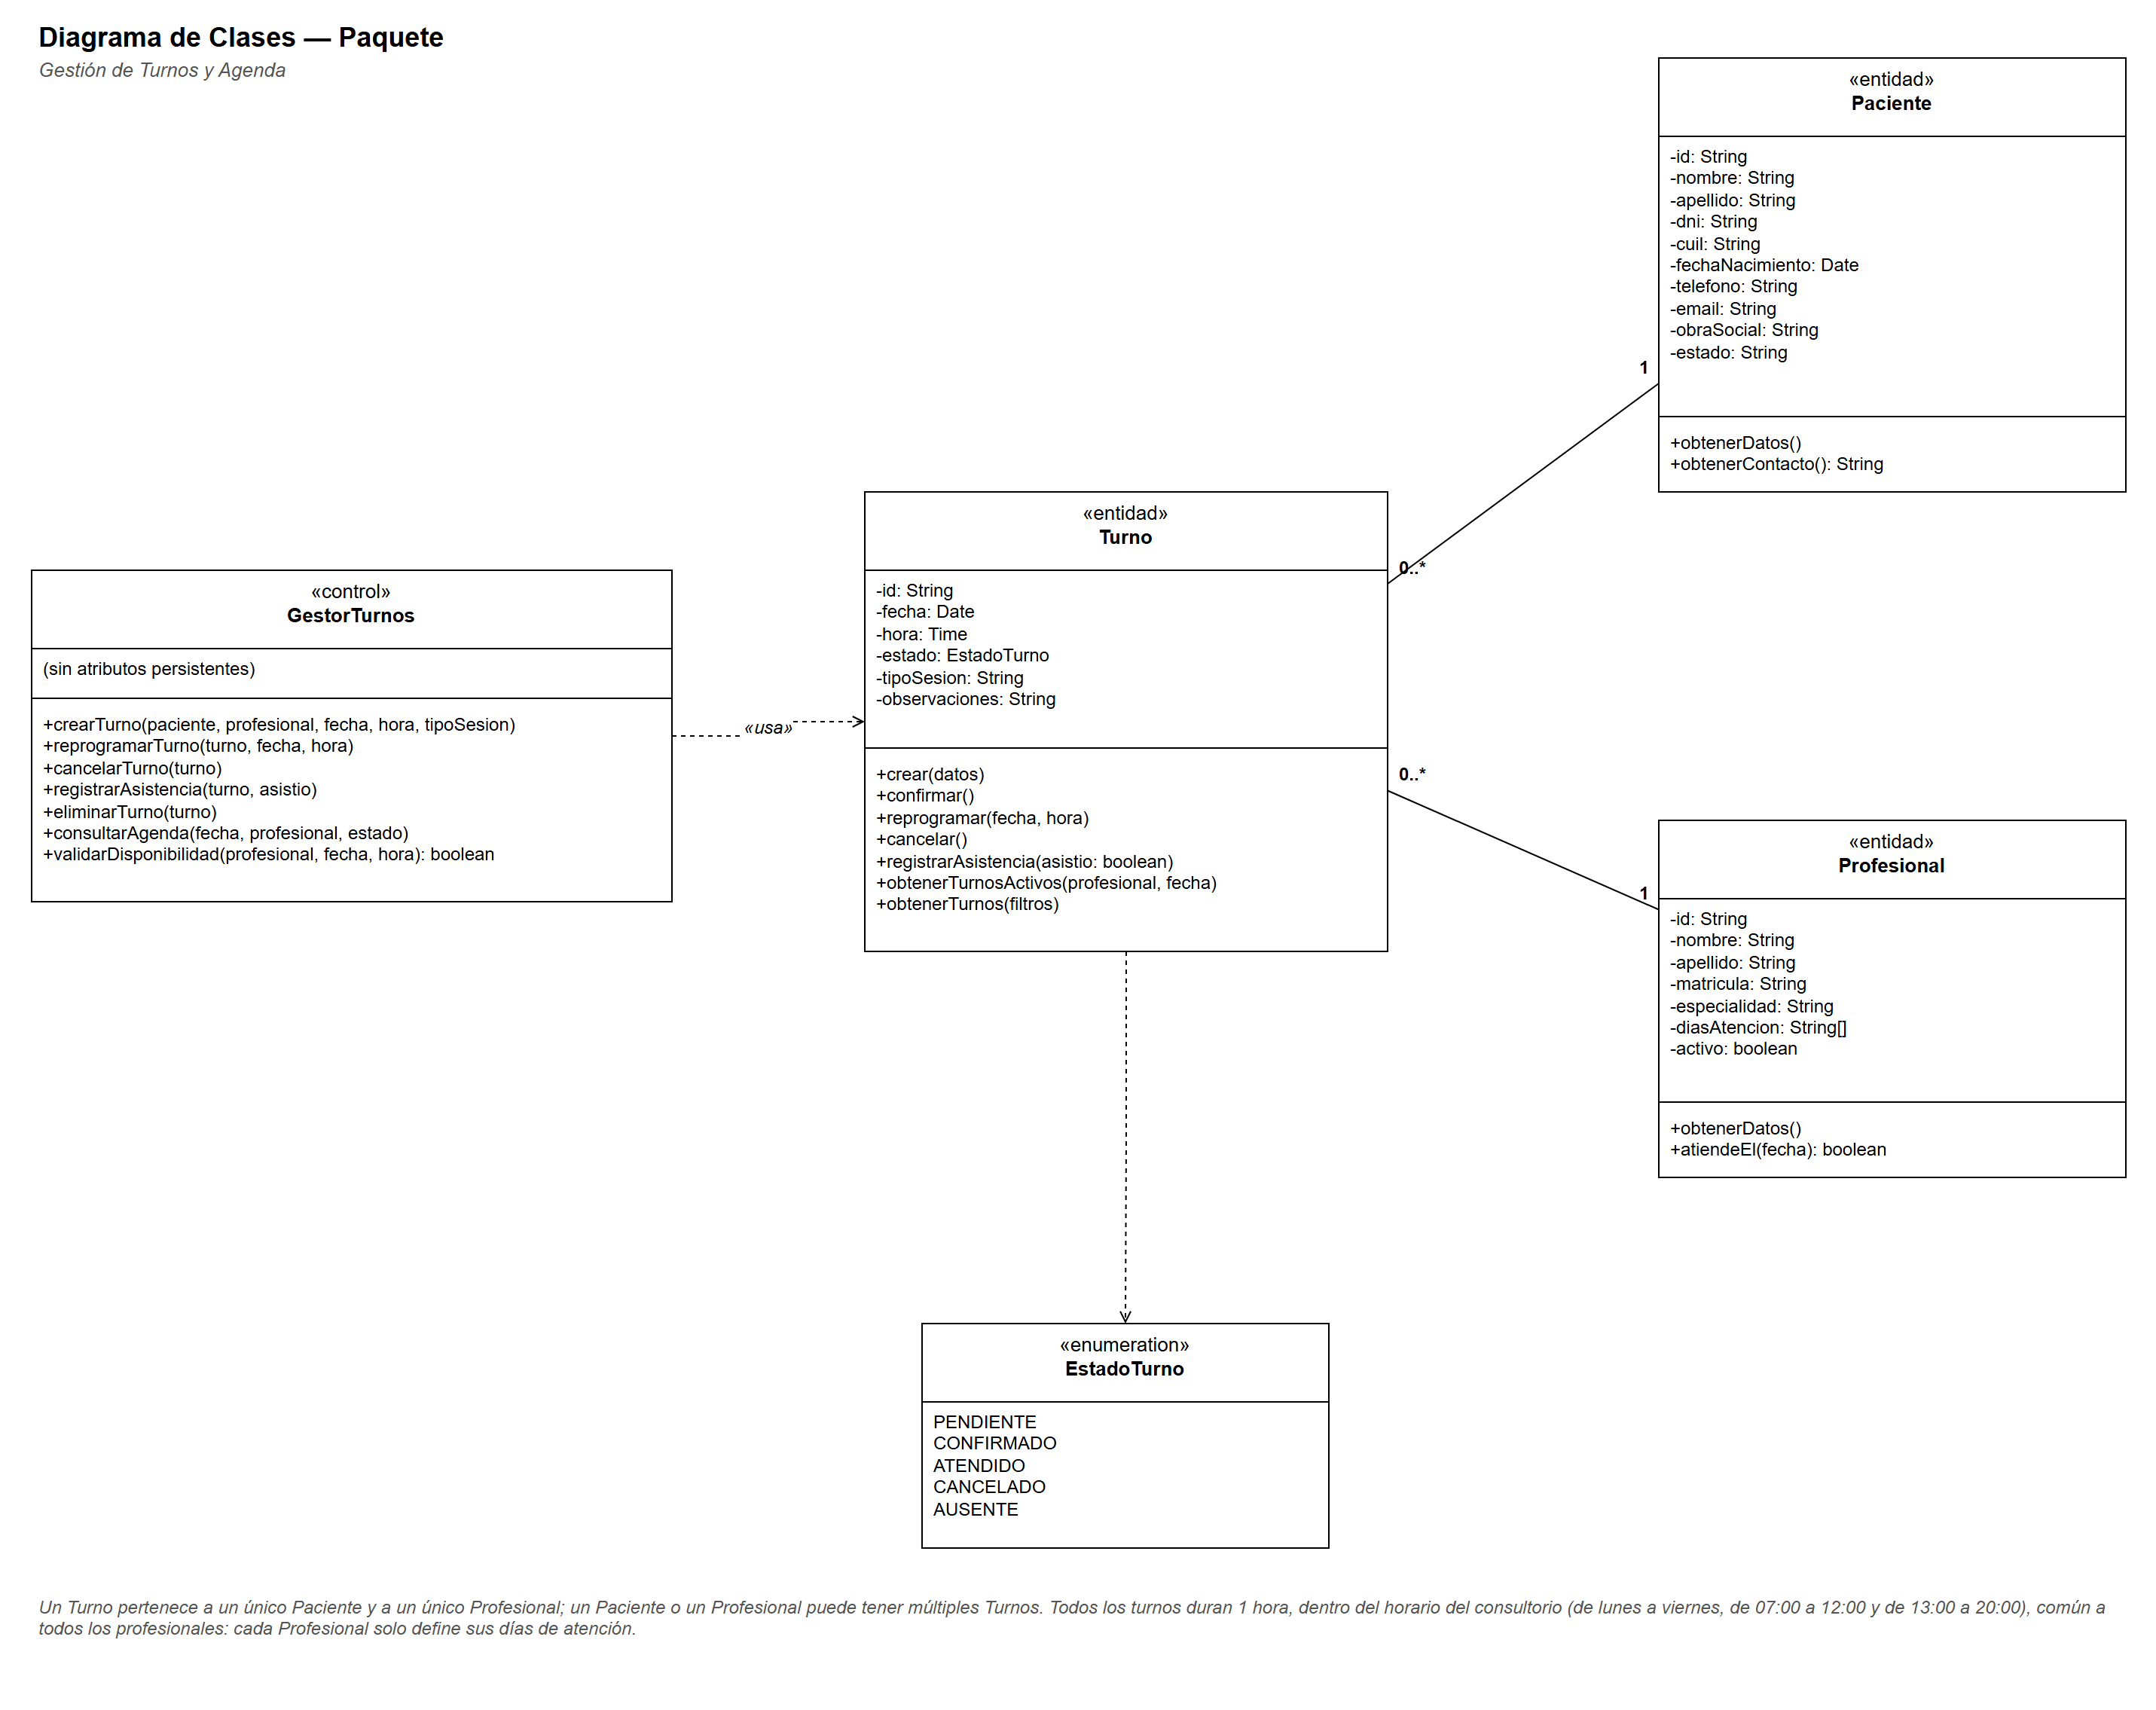 Diagrama de Clases — Paquete
Gestión de Turnos y Agenda
«entidad»
Paciente
-id: String
-nombre: String
-apellido: String
-dni: String
-cuil: String
-fechaNacimiento: Date
-telefono: String
-email: String
-obraSocial: String
-estado: String
+obtenerDatos()
+obtenerContacto(): String
1
0..*
«entidad»
Turno
-id: String
-fecha: Date
-hora: Time
-estado: EstadoTurno
-tipoSesion: String
-observaciones: String
+crear(datos)
+confirmar()
+reprogramar(fecha, hora)
+cancelar()
+registrarAsistencia(asistio: boolean)
+obtenerTurnosActivos(profesional, fecha)
+obtenerTurnos(filtros)
«control»
GestorTurnos
(sin atributos persistentes)
+crearTurno(paciente, profesional, fecha, hora, tipoSesion)
+reprogramarTurno(turno, fecha, hora)
+cancelarTurno(turno)
+registrarAsistencia(turno, asistio)
+eliminarTurno(turno)
+consultarAgenda(fecha, profesional, estado)
+validarDisponibilidad(profesional, fecha, hora): boolean
«usa»
0..*
1
«entidad»
Profesional
-id: String
-nombre: String
-apellido: String
-matricula: String
-especialidad: String
-diasAtencion: String[]
-activo: boolean
+obtenerDatos()
+atiendeEl(fecha): boolean
«enumeration»
EstadoTurno
PENDIENTE
CONFIRMADO
ATENDIDO
CANCELADO
AUSENTE
Un Turno pertenece a un único Paciente y a un único Profesional; un Paciente o un Profesional puede tener múltiples Turnos. Todos los turnos duran 1 hora, dentro del horario del consultorio (de lunes a viernes, de 07:00 a 12:00 y de 13:00 a 20:00), común a
todos los profesionales: cada Profesional solo define sus días de atención.